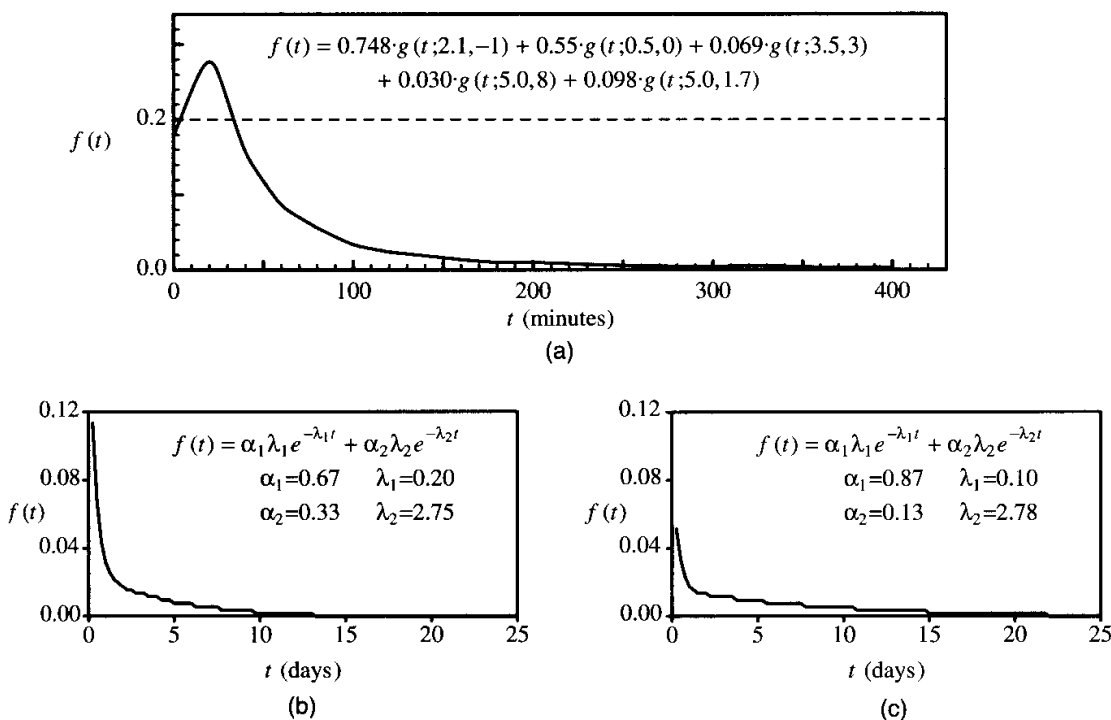 f(t) = 0.748·g(t;2.1,−1) + 0.55·g(t;0.5,0) + 0.069·g(t;3.5,3)
+ 0.030·g(t;5.0,8) + 0.098·g(t;5.0,1.7)
0.2
f(t)
0.0
0 100 200 300 400
t (minutes)
(a)
0.12
f(t) = α₁λ₁e^{−λ₁t} + α₂λ₂e^{−λ₂t}
α₁=0.67 λ₁=0.20
0.08
f(t)
α₂=0.33 λ₂=2.75
0.04
0.00
0 5 10 15 20 25
t (days)
(b)
0.12
f(t) = α₁λ₁e^{−λ₁t} + α₂λ₂e^{−λ₂t}
α₁=0.87 λ₁=0.10
0.08
f(t)
α₂=0.13 λ₂=2.78
0.04
0.00
0 5 10 15 20 25
t (days)
(c)